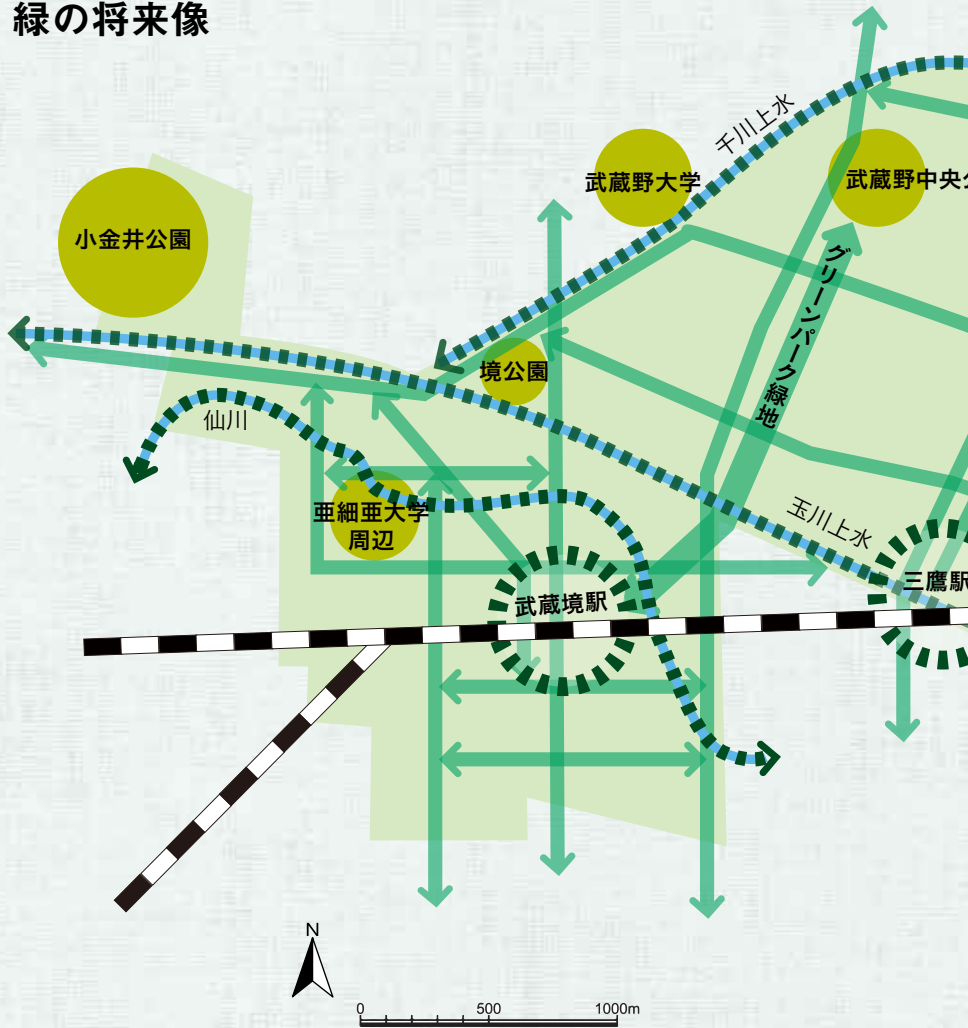 緑の将来像
千川上水
武蔵野大学
武蔵野中央
小金井公園
グリーンパーク緑地
境公園
仙川
亜細亜大学
周辺
玉川上水
三鷹駅
武蔵境駅
N
0 500 1000m